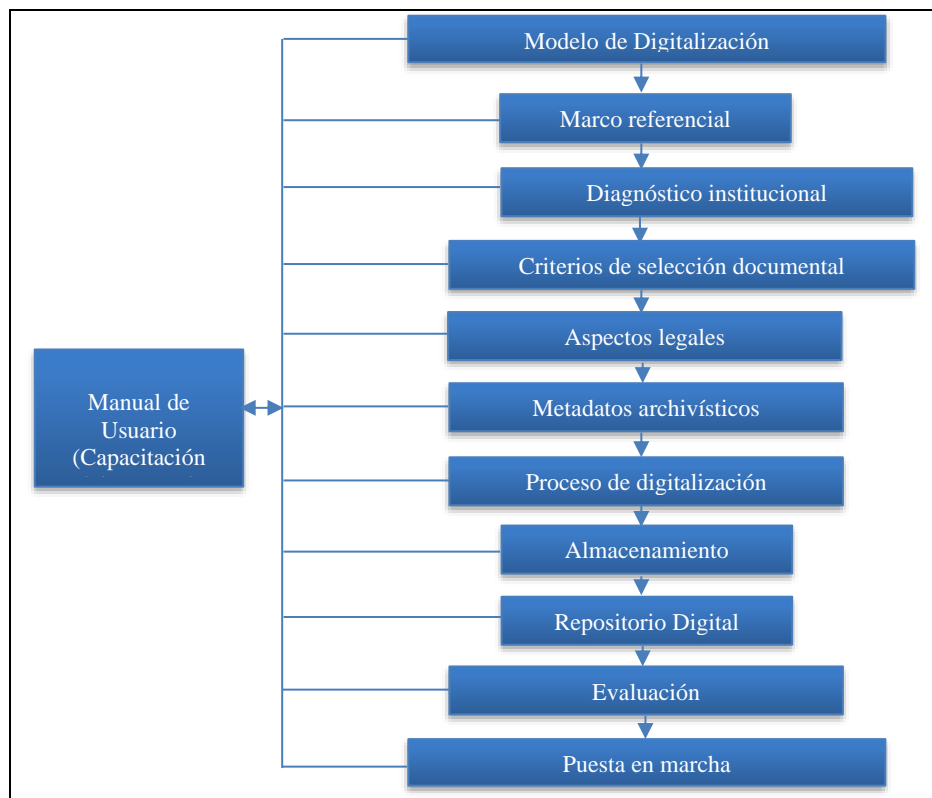 Modelo de Digitalización
Marco referencial
Diagnóstico institucional
Criterios de selección documental
Aspectos legales
Manual de
Usuario
(Capacitación
Metadatos archivísticos
Proceso de digitalización
Almacenamiento
Repositorio Digital
Evaluación
Puesta en marcha